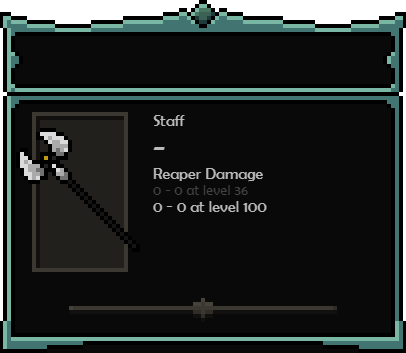 Staff
–
Reaper Damage
0 - 0 at level 36
0 - 0 at level 100